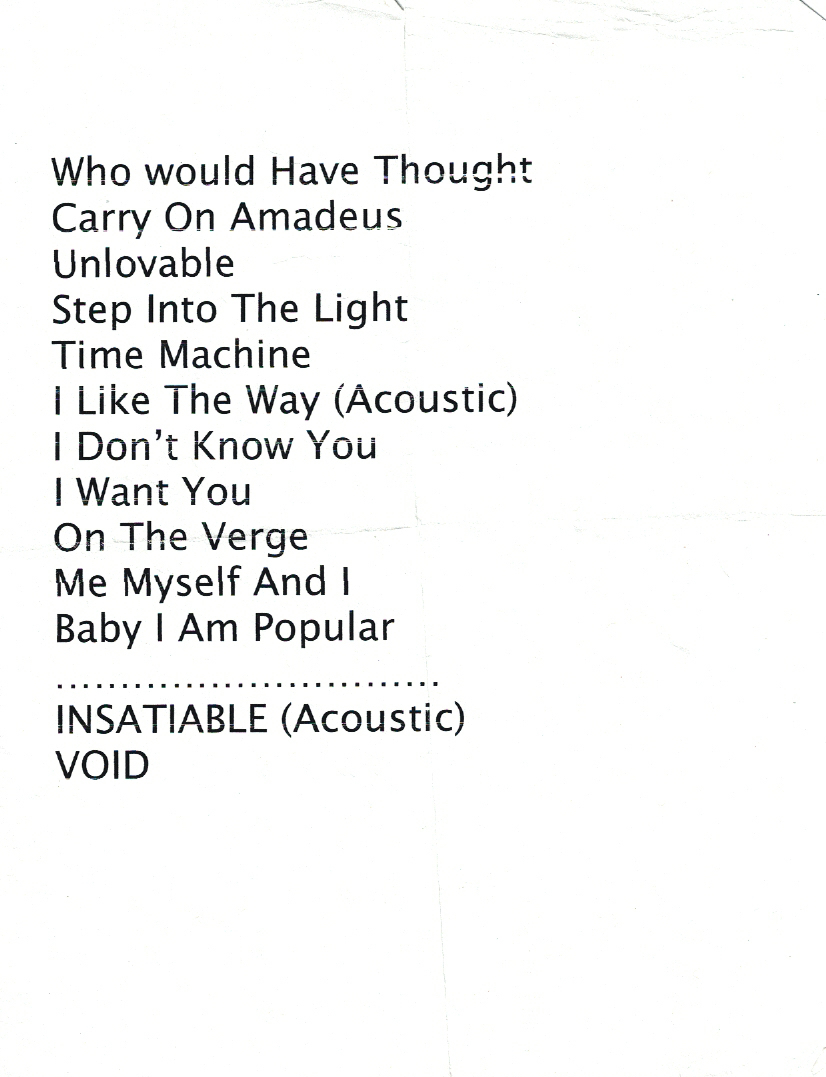 Who would Have Thought
Carry On Amadeus
Unlovable
Step Into The Light
Time Machine
I Like The Way (Acoustic)
I Don’t Know You
I Want You
On The Verge
Me Myself And I
Baby I Am Popular
..............................
INSATIABLE (Acoustic)
VOID